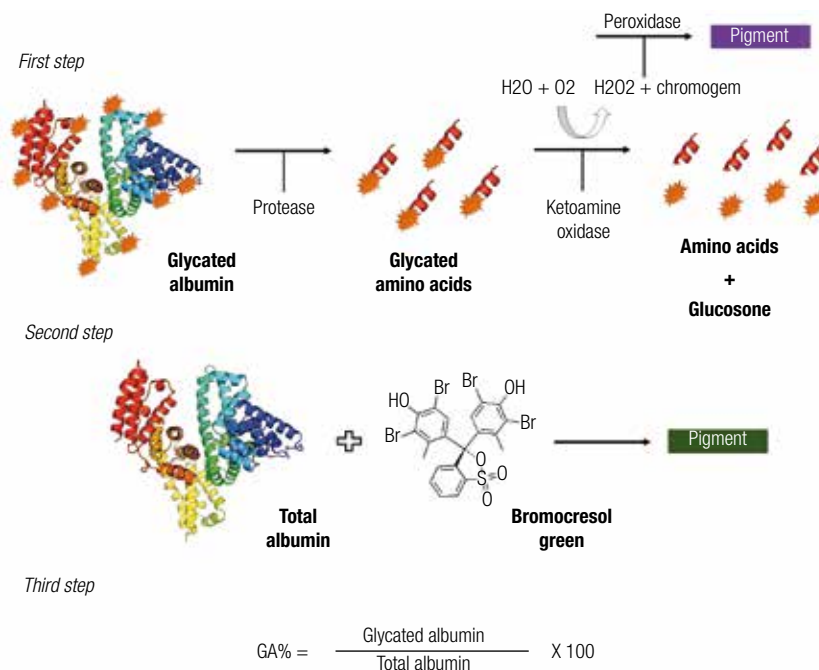 First step
Peroxidase
Pigment
H2O + O2
H2O2 + chromogem
Protease
Ketoamine
oxidase
Glycated
albumin
Glycated
amino acids
Amino acids
+
Glucosone
Second step
HO
Br
Br
OH
Br
Br
O
S
O
O
Pigment
Total
albumin
Bromocresol
green
Third step
GA% =
Glycated albumin
Total albumin
X 100